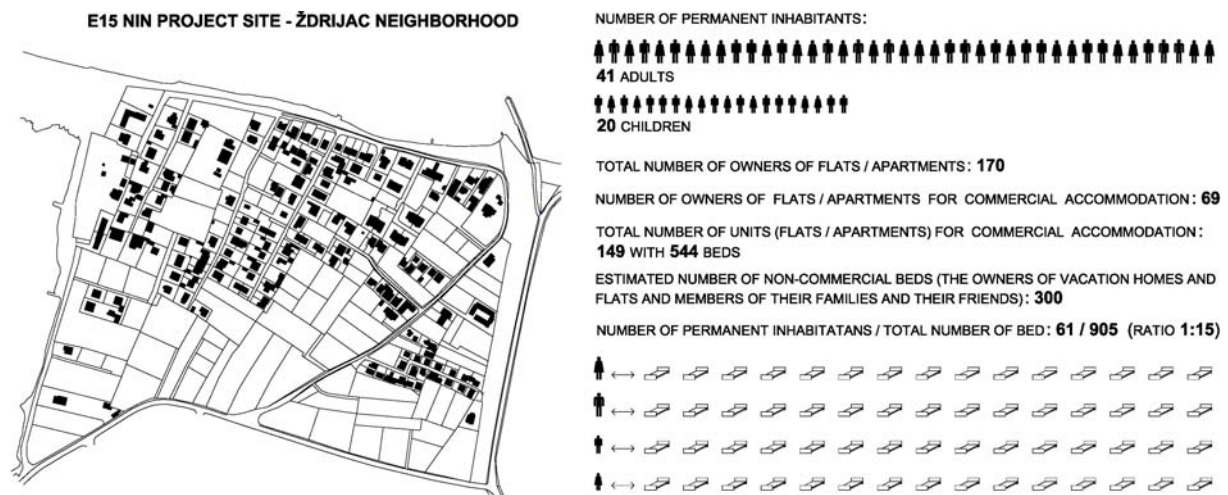 E15 NIN PROJECT SITE - ŽDRIJAC NEIGHBORHOOD
NUMBER OF PERMANENT INHABITANTS:
41 ADULTS
20 CHILDREN
TOTAL NUMBER OF OWNERS OF FLATS / APARTMENTS: 170
NUMBER OF OWNERS OF FLATS / APARTMENTS FOR COMMERCIAL ACCOMMODATION: 69
TOTAL NUMBER OF UNITS (FLATS / APARTMENTS) FOR COMMERCIAL ACCOMMODATION:
149 WITH 544 BEDS
ESTIMATED NUMBER OF NON-COMMERCIAL BEDS (THE OWNERS OF VACATION HOMES AND
FLATS AND MEMBERS OF THEIR FAMILIES AND THEIR FRIENDS): 300
NUMBER OF PERMANENT INHABITATANS / TOTAL NUMBER OF BED: 61 / 905 (RATIO 1:15)